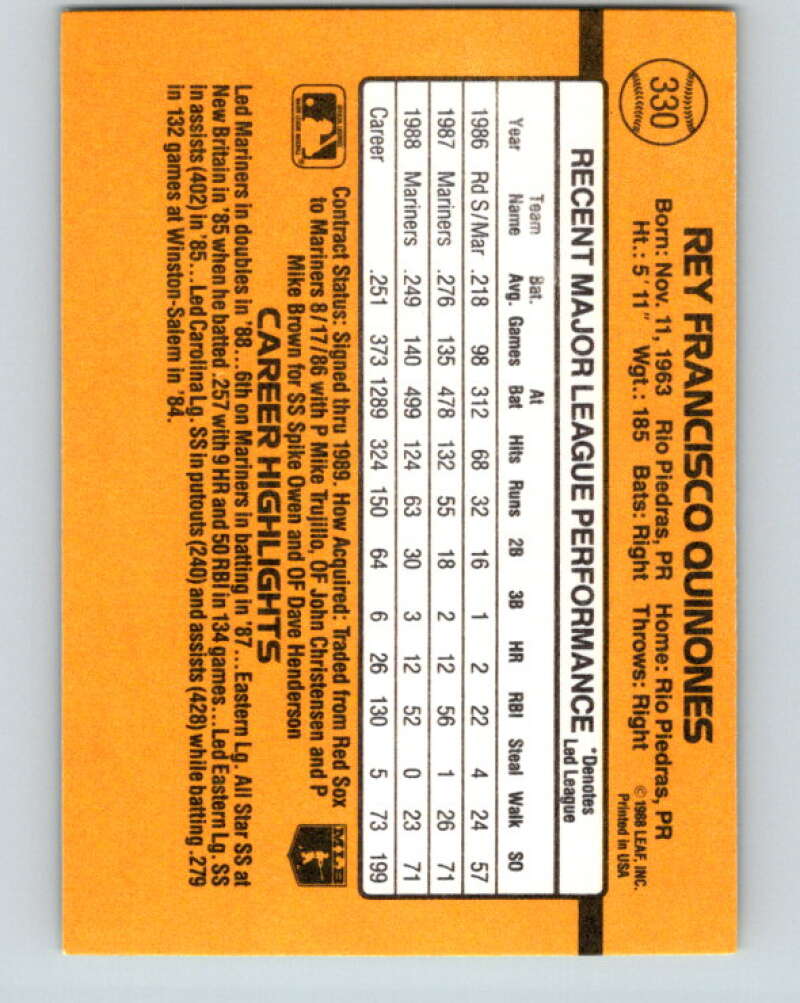 330
REY FRANCISCO QUINONES
Born: Nov. 11, 1963 Rio Piedras, PR Home: Rio Piedras, PR
Ht.: 5'11" Wgt.: 185 Bats: Right Throws: Right
© 1988 LEAF, INC.
Printed in USA
RECENT MAJOR LEAGUE PERFORMANCE
*Denotes
Led League
Team Bat. At
Year Name Avg. Games Bat Hits Runs 2B 3B HR RBI Steal Walk SO
1986 Rd S/Mar .218 98 312 68 32 16 1 2 22 4 24 57
1987 Mariners .276 135 478 132 55 18 2 12 56 1 26 71
1988 Mariners .249 140 499 124 63 30 3 12 52 0 23 71
Career .251 373 1289 324 150 64 6 26 130 5 73 199
Contract Status: Signed thru 1989. How Acquired: Traded from Red Sox
to Mariners 8/17/86 with P Mike Trujillo, OF John Christensen and P
Mike Brown for SS Spike Owen and OF Dave Henderson
MLB
CAREER HIGHLIGHTS
Led Mariners in doubles in '88...6th on Mariners in batting in '87...Eastern Lg. All Star SS at
New Britain in '85 when he batted .257 with 9 HR and 50 RBI in 134 games...Led Eastern Lg. SS
in assists (402) in '85...Led Carolina Lg. SS in putouts (240) and assists (428) while batting .279
in 132 games at Winston-Salem in '84.